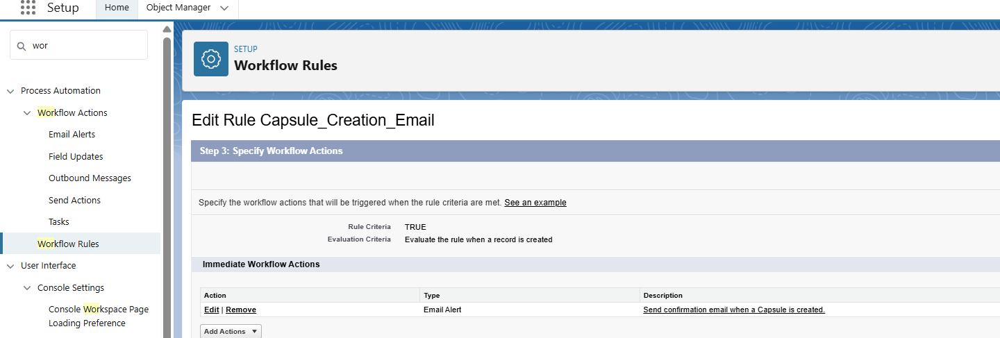 Setup
Home
Object Manager
wor
Process Automation
Workflow Actions
Email Alerts
Field Updates
Outbound Messages
Send Actions
Tasks
Workflow Rules
User Interface
Console Settings
Console Workspace Page
Loading Preference
SETUP
Workflow Rules
Edit Rule Capsule_Creation_Email
Step 3: Specify Workflow Actions
Specify the workflow actions that will be triggered when the rule criteria are met. See an example
Rule Criteria TRUE
Evaluation Criteria Evaluate the rule when a record is created
Immediate Workflow Actions
Action Type Description
Edit | Remove Email Alert Send confirmation email when a Capsule is created.
Add Actions